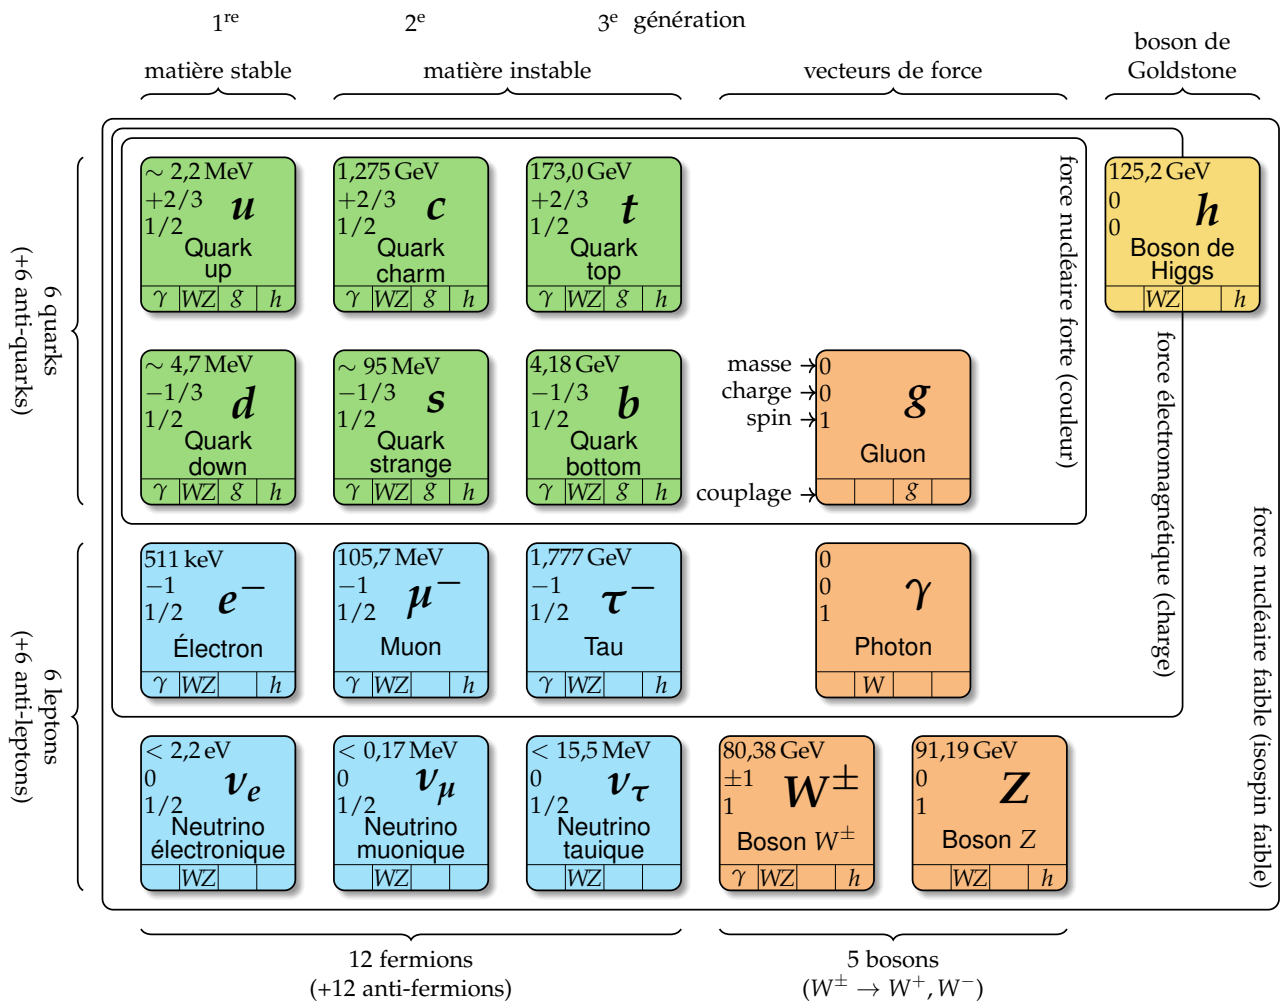 1re 2e 3e génération
matière stable
matière instable
vecteurs de force
boson de
Goldstone
6 quarks
(+6 anti-quarks)
6 leptons
(+6 anti-leptons)
∼ 2,2 MeV
+2/3
1/2
u
Quark
up
γ WZ g h
1,275 GeV
+2/3
1/2
c
Quark
charm
γ WZ g h
173,0 GeV
+2/3
1/2
t
Quark
top
γ WZ g h
125,2 GeV
0
0
h
Boson de
Higgs
WZ h
∼ 4,7 MeV
−1/3
1/2
d
Quark
down
γ WZ g h
∼ 95 MeV
−1/3
1/2
s
Quark
strange
γ WZ g h
4,18 GeV
−1/3
1/2
b
Quark
bottom
γ WZ g h
masse → 0
charge → 0
spin → 1
g
Gluon
couplage → g
force nucléaire forte (couleur)
511 keV
−1
1/2
e−
Électron
γ WZ h
105,7 MeV
−1
1/2
μ−
Muon
γ WZ h
1,777 GeV
−1
1/2
τ−
Tau
γ WZ h
0
0
1
γ
Photon
W
force électromagnétique (charge)
< 2,2 eV
0
1/2
νe
Neutrino
électronique
WZ
< 0,17 MeV
0
1/2
νμ
Neutrino
muonique
WZ
< 15,5 MeV
0
1/2
ντ
Neutrino
tauique
WZ
80,38 GeV
±1
1
W±
Boson W±
γ WZ h
91,19 GeV
0
1
Z
Boson Z
WZ h
force nucléaire faible (isospin faible)
12 fermions
(+12 anti-fermions)
5 bosons
(W± → W+, W−)